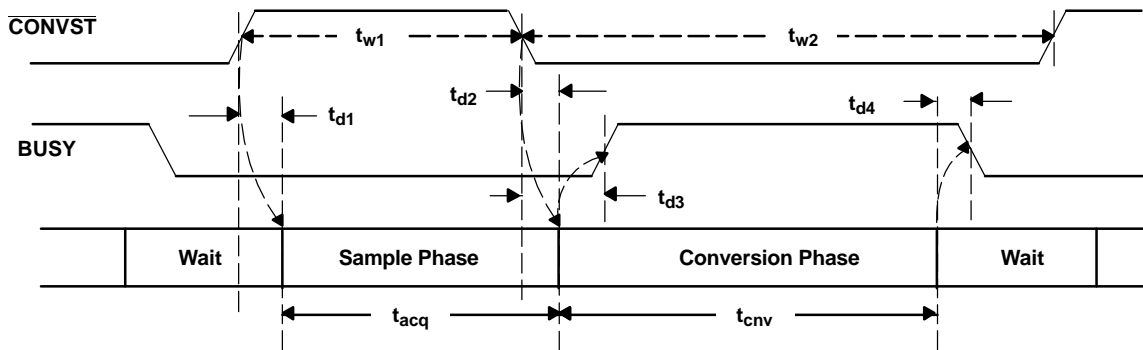 CONVST
t_w1
t_w2
t_d2
t_d4
t_d1
BUSY
t_d3
Wait
Sample Phase
Conversion Phase
Wait
t_acq
t_cnv